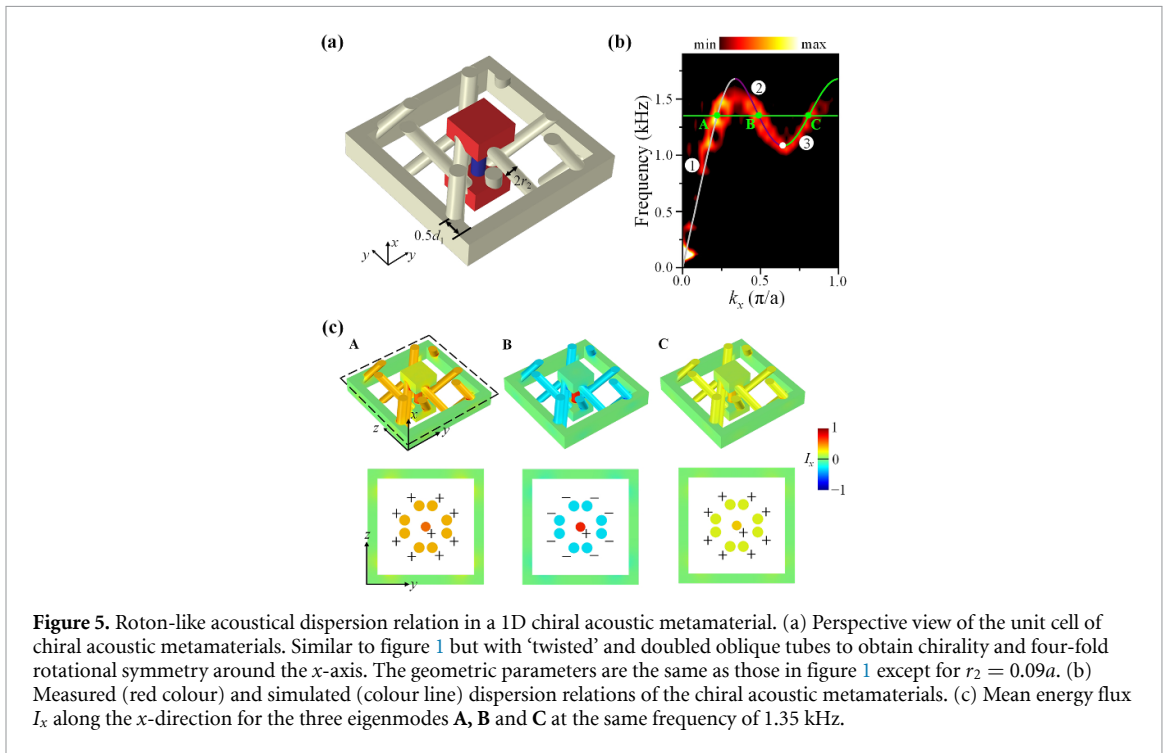 (a)
2r₂
0.5d₁
x
y
y
(b)
min
max
Frequency (kHz)
1.5
1.0
0.5
0.0
A
B
C
1
2
3
0.0
0.5
1.0
kₓ (π/a)
(c)
A
B
C
x
z
y
1
Iₓ
0
−1
+ + + + + + + + +
− − − − − − − − +
+ + + + + + + + +
z
y
Figure 5. Roton-like acoustical dispersion relation in a 1D chiral acoustic metamaterial. (a) Perspective view of the unit cell of
chiral acoustic metamaterials. Similar to figure 1 but with ‘twisted’ and doubled oblique tubes to obtain chirality and four-fold
rotational symmetry around the x-axis. The geometric parameters are the same as those in figure 1 except for r₂ = 0.09a. (b)
Measured (red colour) and simulated (colour line) dispersion relations of the chiral acoustic metamaterials. (c) Mean energy flux
Iₓ along the x-direction for the three eigenmodes A, B and C at the same frequency of 1.35 kHz.